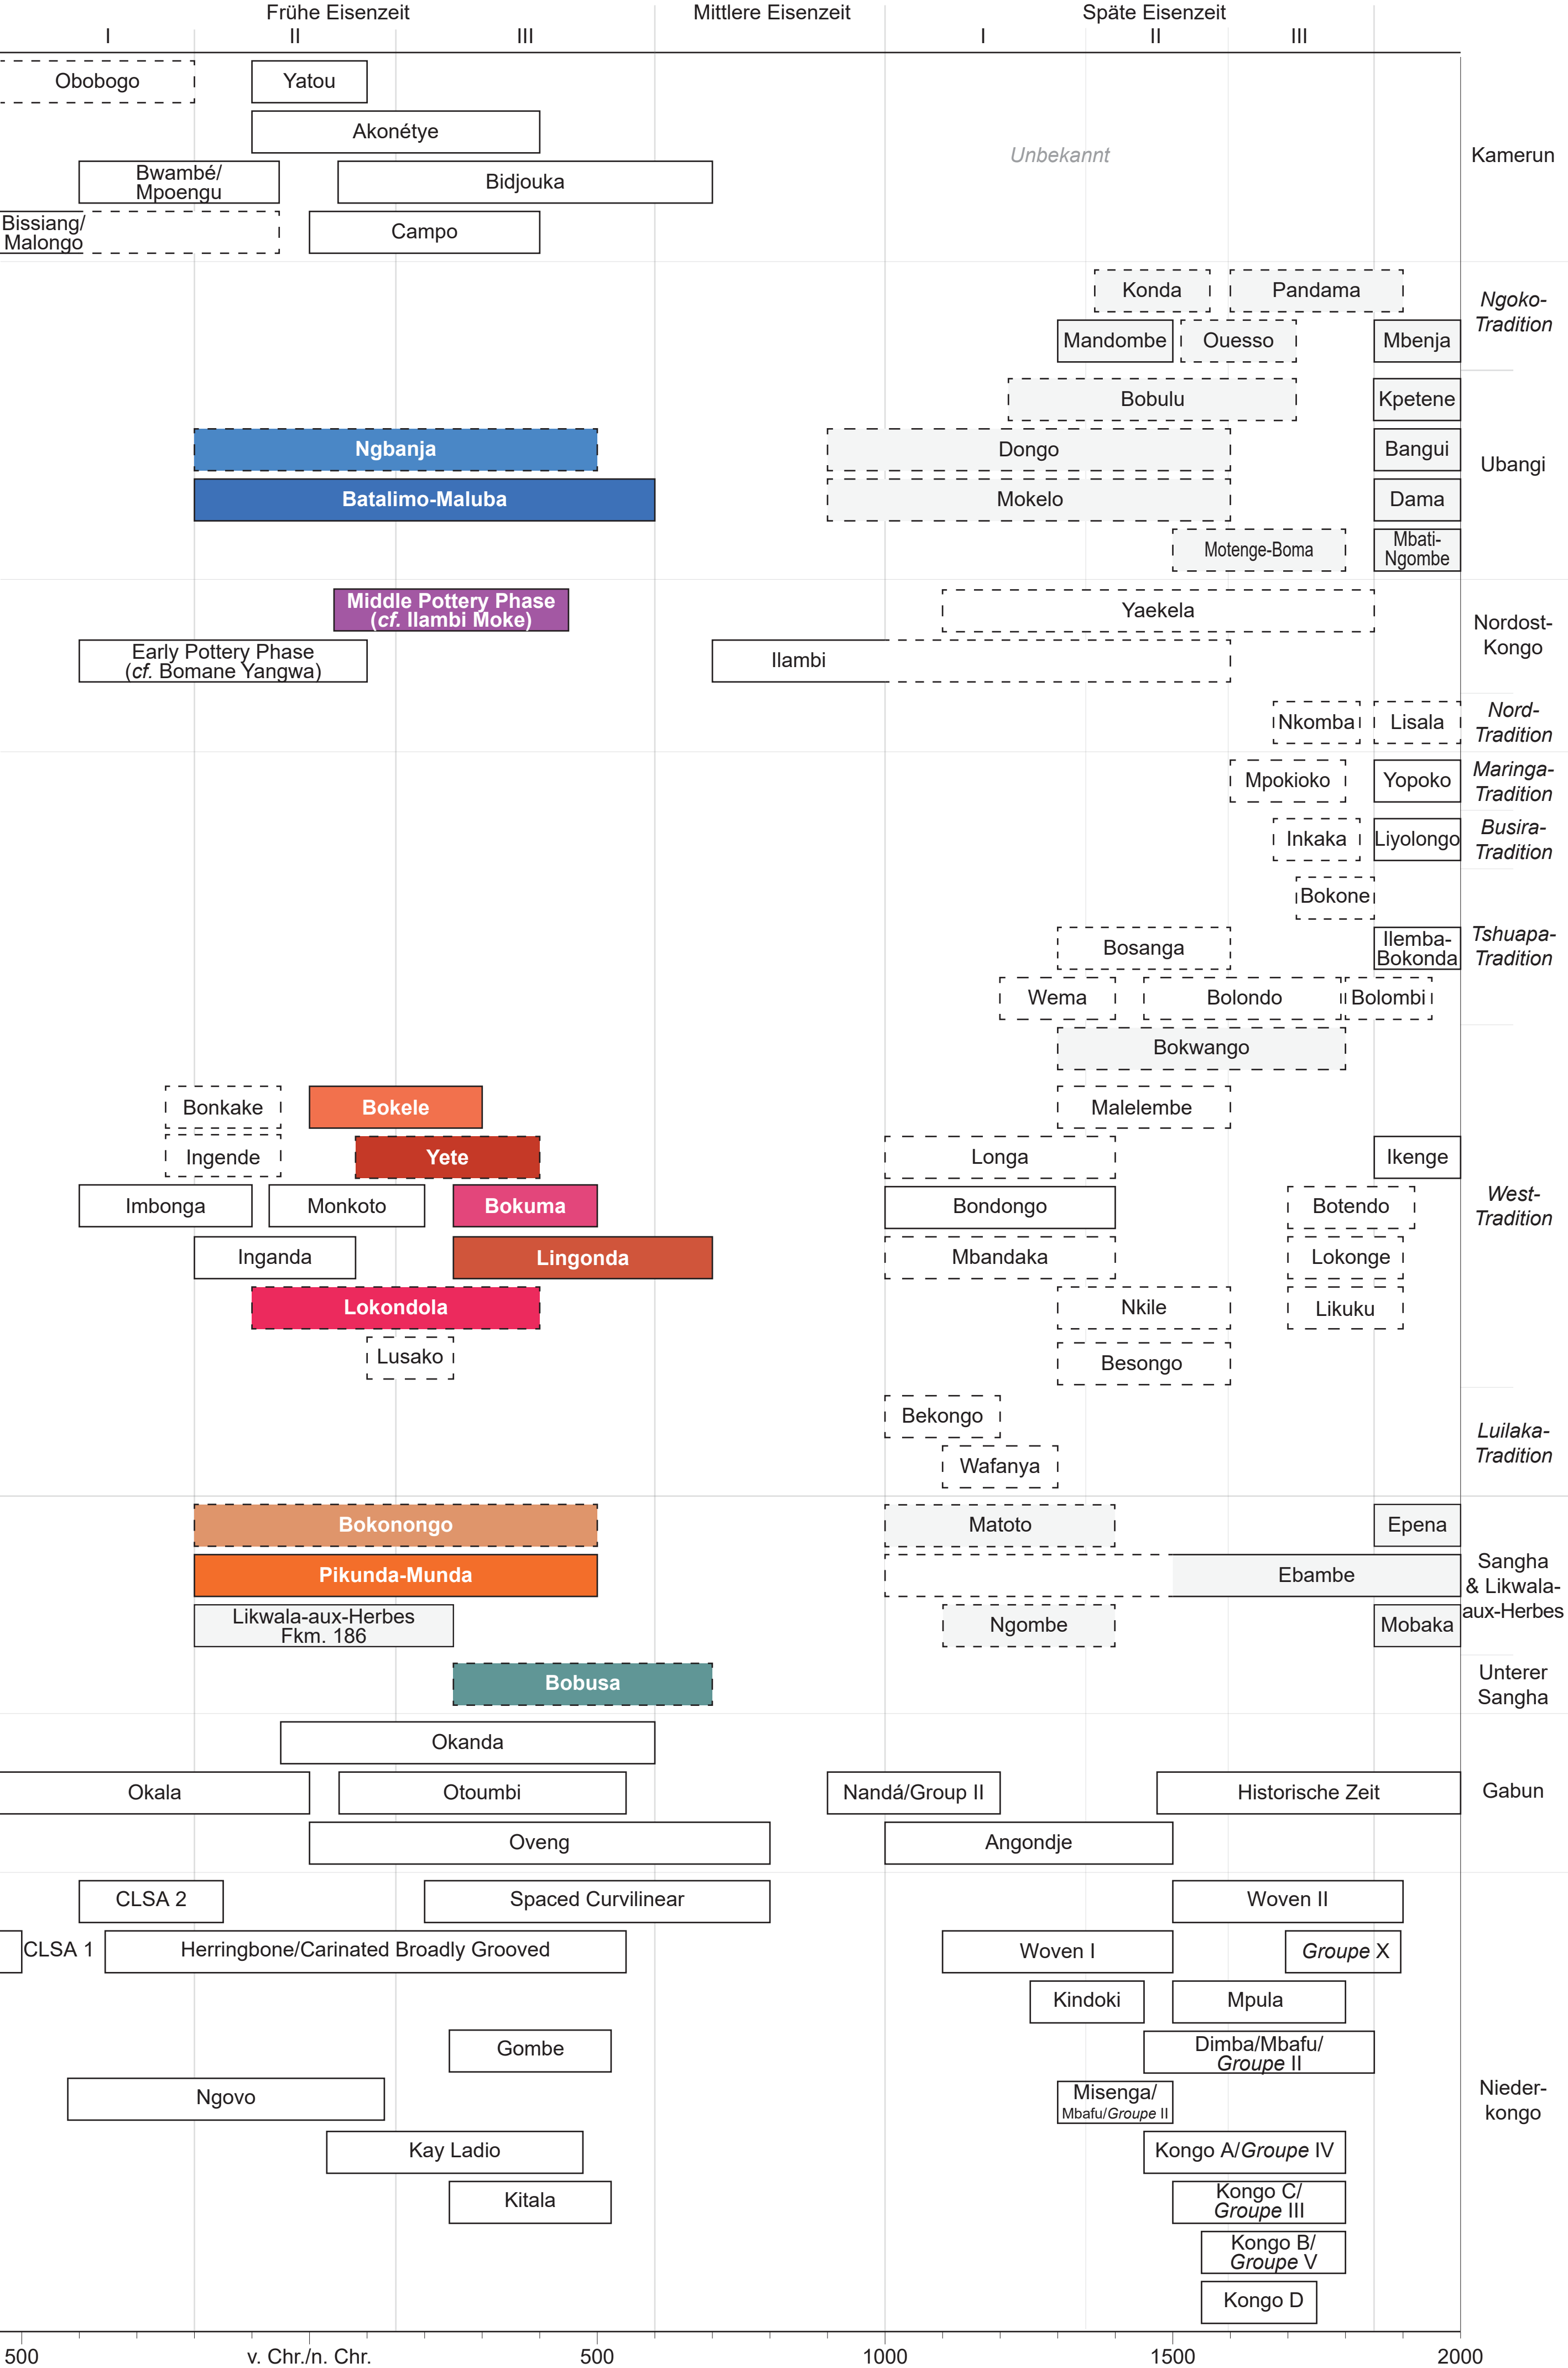 Frühe Eisenzeit
Mittlere Eisenzeit
Späte Eisenzeit
I
II
III
I
II
III
Obobogo
Yatou
Akonétye
Bwambé/
Mpoengu
Bidjouka
Bissiang/
Malongo
Campo
Unbekannt
Kamerun
Konda
Pandama
Mandombe
Ouesso
Mbenja
Ngoko-
Tradition
Bobulu
Kpetene
Ngbanja
Dongo
Bangui
Batalimo-Maluba
Mokelo
Dama
Motenge-Boma
Mbati-
Ngombe
Ubangi
Middle Pottery Phase
(cf. Ilambi Moke)
Yaekela
Early Pottery Phase
(cf. Bomane Yangwa)
Ilambi
Nordost-
Kongo
Nkomba
Lisala
Nord-
Tradition
Mpokioko
Yopoko
Maringa-
Tradition
Inkaka
Liyolongo
Busira-
Tradition
Bokone
Bosanga
Ilemba-
Bokonda
Wema
Bolondo
Bolombi
Tshuapa-
Tradition
Bokwango
Bonkake
Bokele
Malelembe
Ingende
Yete
Longa
Ikenge
Imbonga
Monkoto
Bokuma
Bondongo
Botendo
Inganda
Lingonda
Mbandaka
Lokonge
Lokondola
Nkile
Likuku
Lusako
Besongo
West-
Tradition
Bekongo
Wafanya
Luilaka-
Tradition
Bokonongo
Matoto
Epena
Pikunda-Munda
Ebambe
Likwala-aux-Herbes
Fkm. 186
Ngombe
Mobaka
Sangha
& Likwala-
aux-Herbes
Bobusa
Unterer
Sangha
Okanda
Okala
Otoumbi
Nandá/Group II
Historische Zeit
Oveng
Angondje
Gabun
CLSA 2
Spaced Curvilinear
Woven II
CLSA 1
Herringbone/Carinated Broadly Grooved
Woven I
Groupe X
Kindoki
Mpula
Gombe
Dimba/Mbafu/
Groupe II
Ngovo
Misenga/
Mbafu/Groupe II
Kay Ladio
Kongo A/Groupe IV
Kitala
Kongo C/
Groupe III
Kongo B/
Groupe V
Kongo D
Nieder-
kongo
500
v. Chr./n. Chr.
500
1000
1500
2000